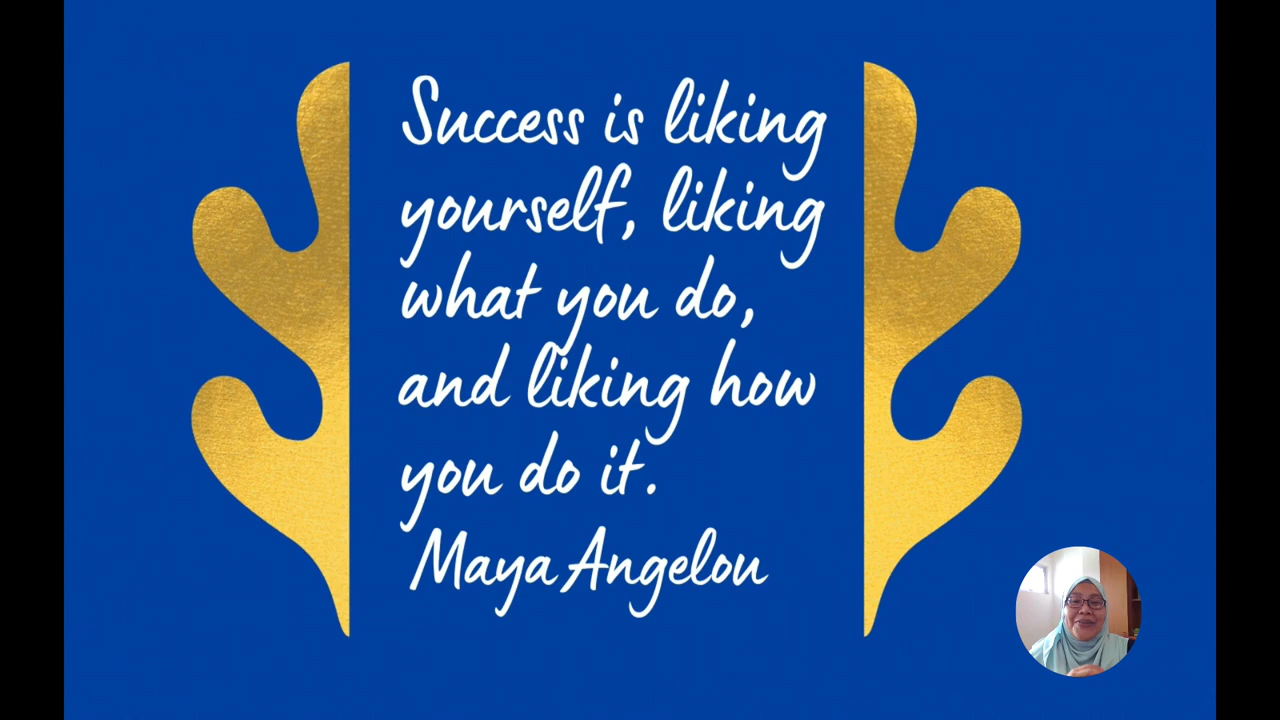 Success is liking
yourself, liking
what you do,
and liking how
you do it.
Maya Angelou